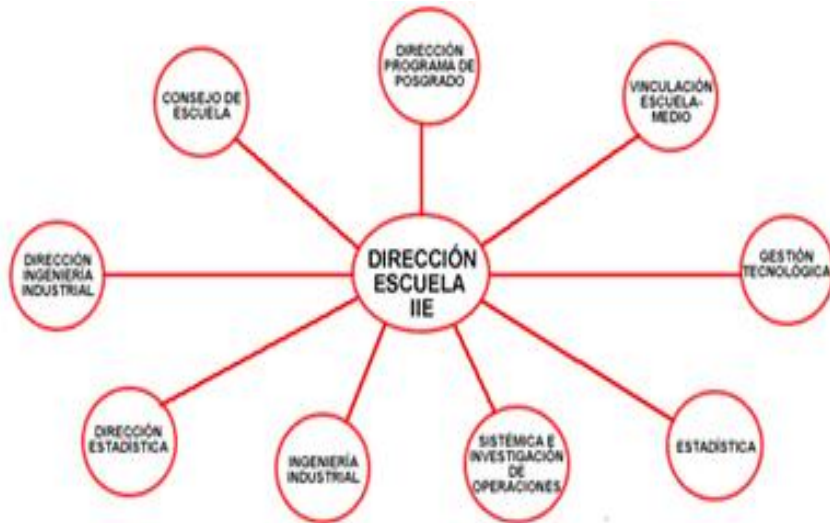 DIRECCIÓN
PROGRAMA DE
POSGRADO
CONSEJO DE
ESCUELA
VINCULACIÓN
ESCUELA-
MEDIO
DIRECCIÓN
INGENIERÍA
INDUSTRIAL
DIRECCIÓN
ESCUELA
IIE
GESTIÓN
TECNOLÓGICA
DIRECCIÓN
ESTADÍSTICA
INGENIERÍA
INDUSTRIAL
SISTÉMICA E
INVESTIGACIÓN
DE
OPERACIONES
ESTADÍSTICA